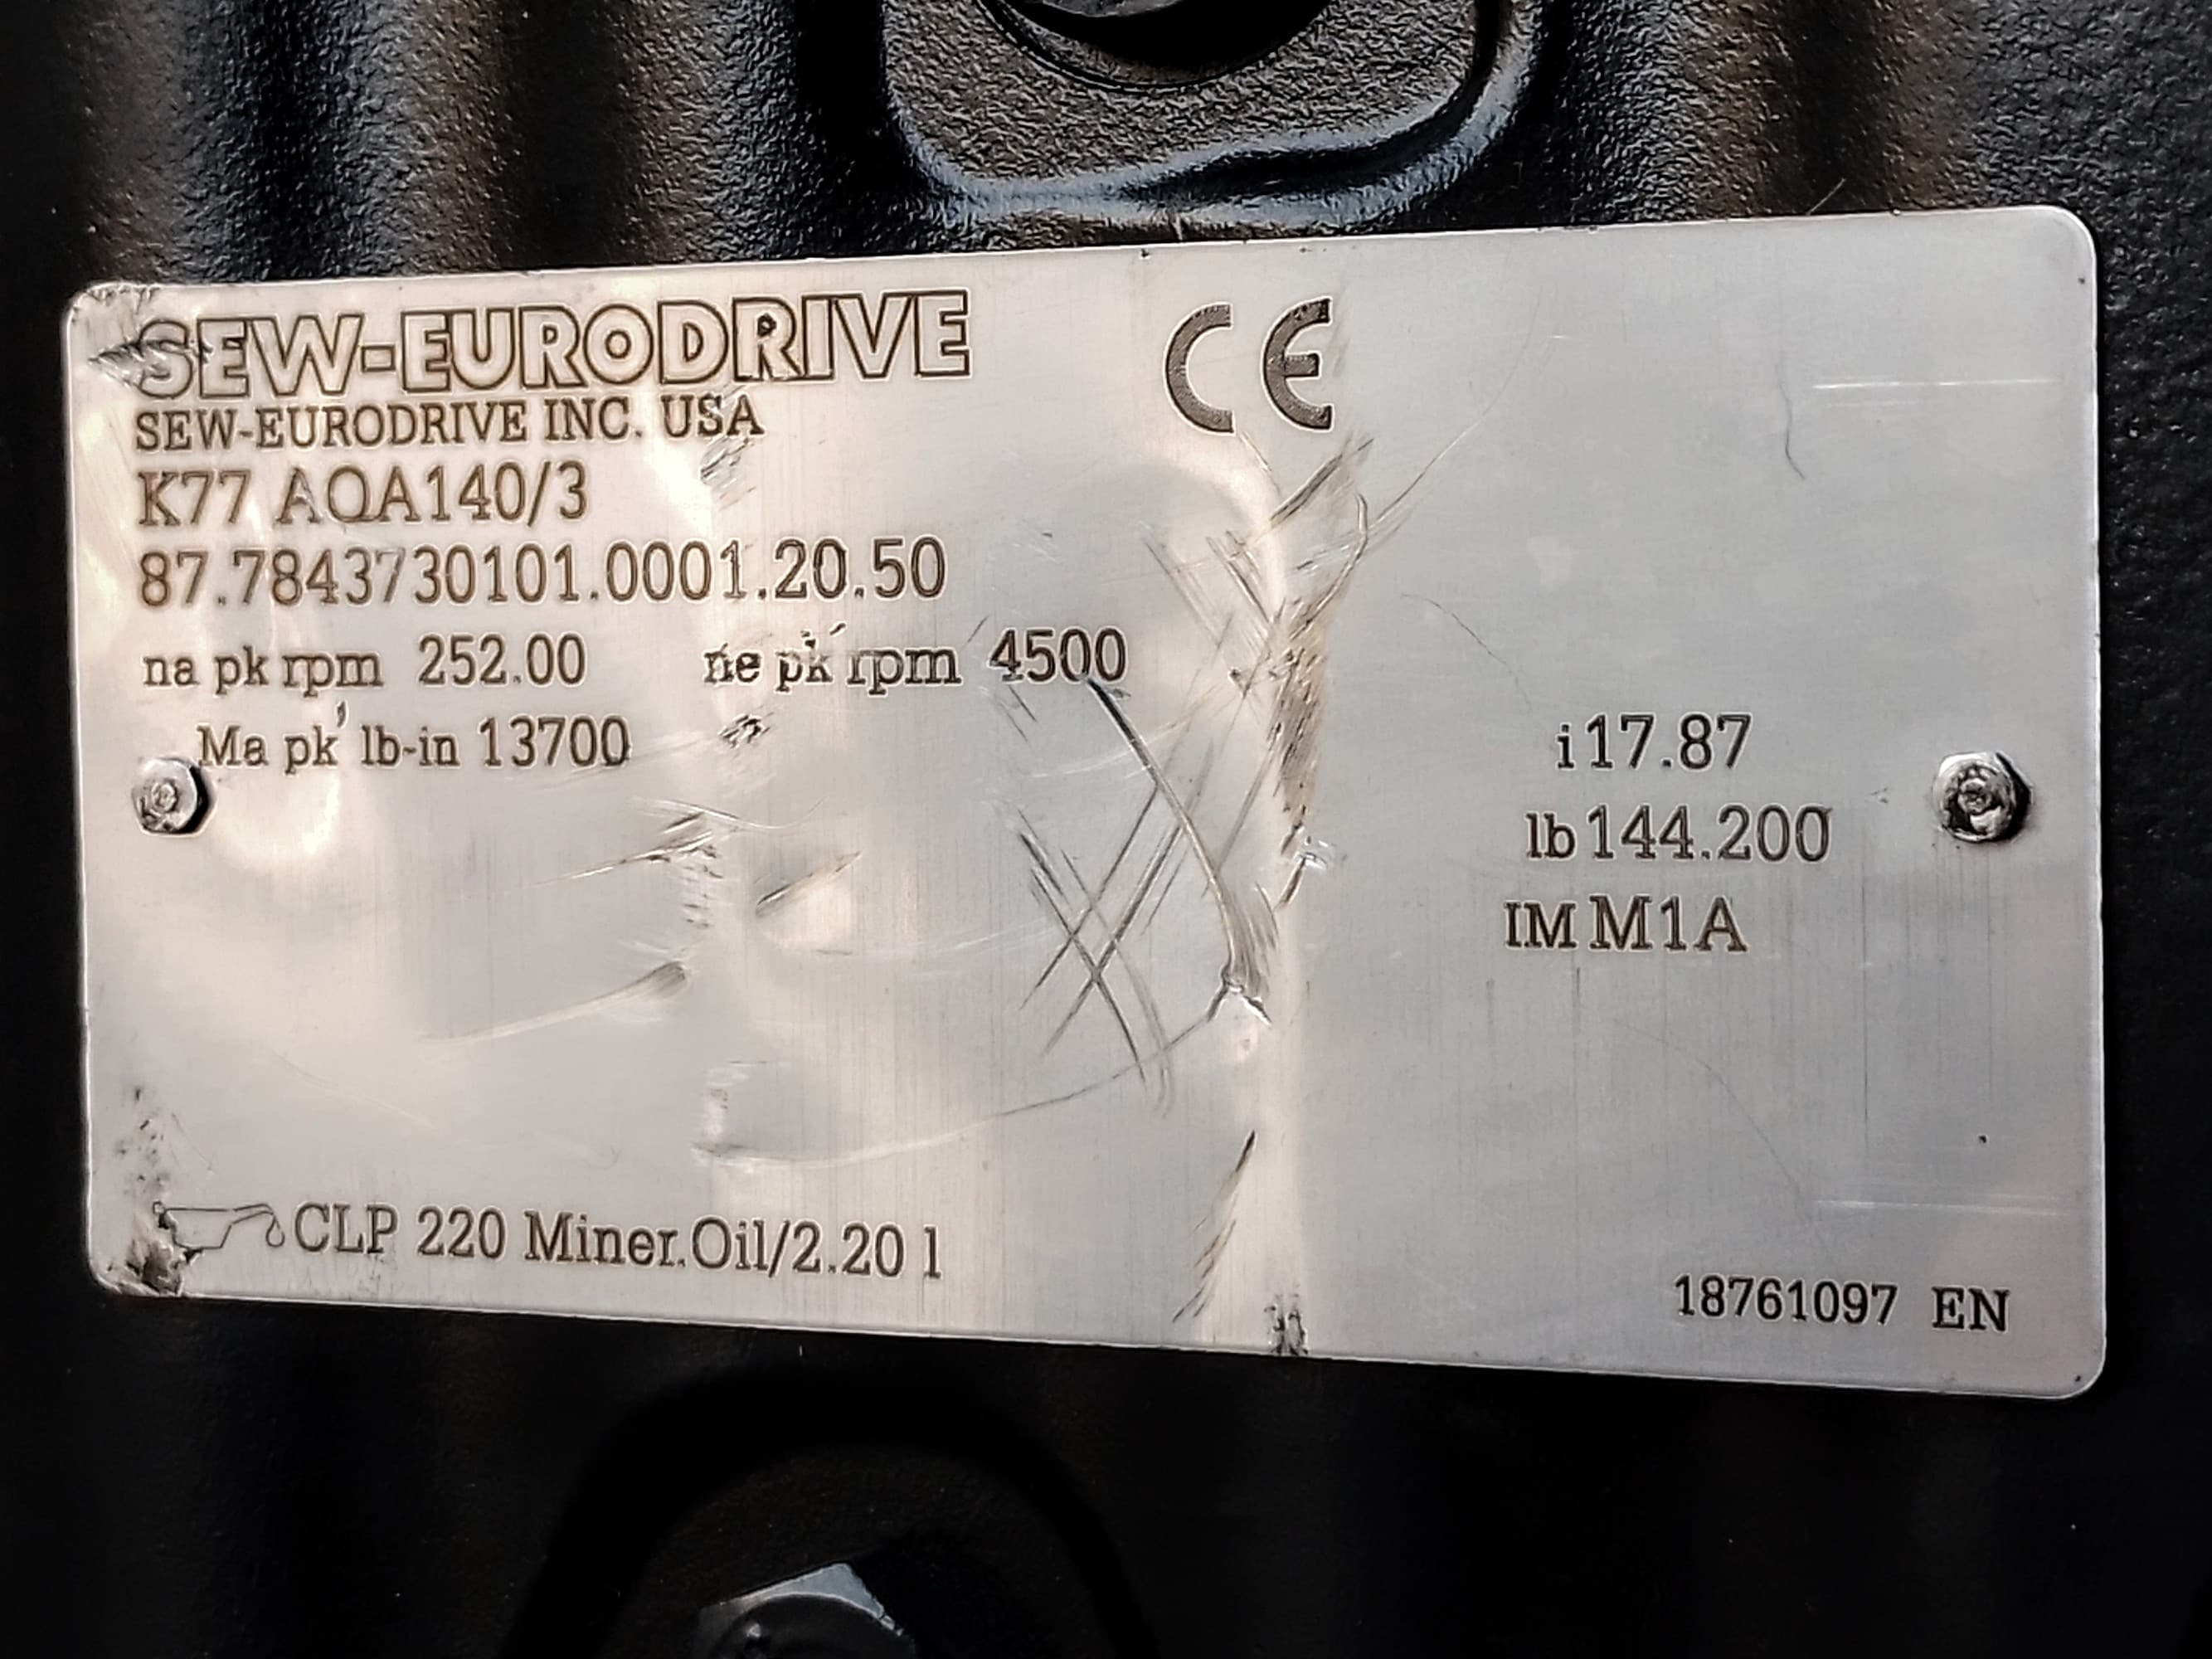 SEW-EURODRIVE CE
SEW-EURODRIVE INC. USA
K77 AQA140/3
87.7843730101.0001.20.50
na pk rpm 252.00 ne pk rpm 4500
Ma pk lb-in 13700 i 17.87
lb 144.200
IM M1A
CLP 220 Miner.Oil/2.20 l
18761097 EN